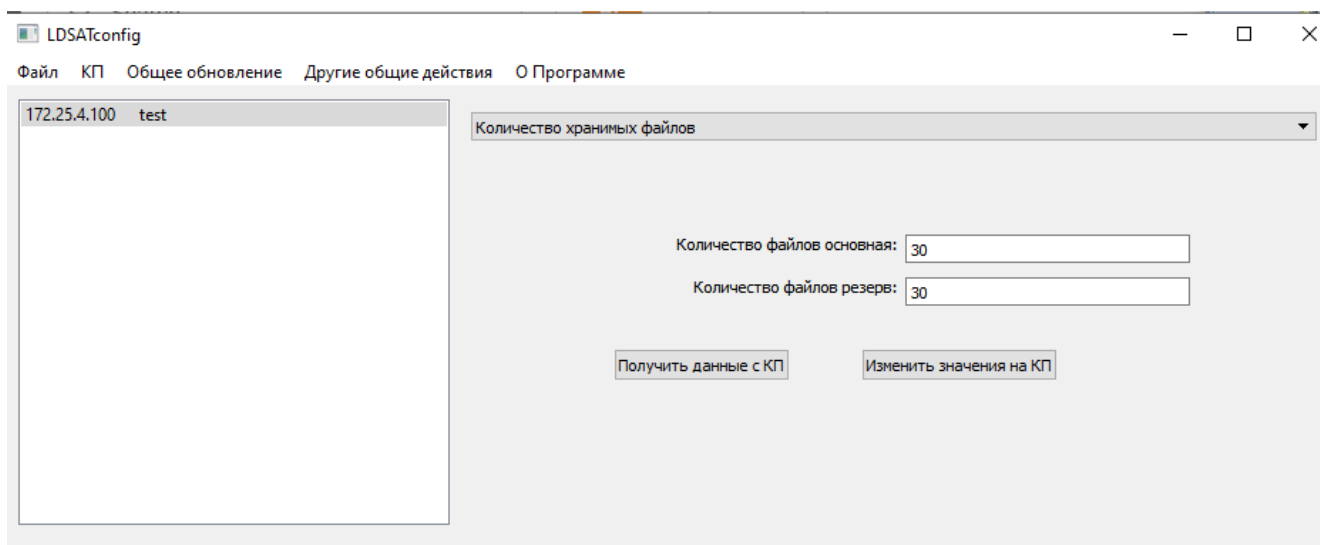 LDSATconfig
Файл КП Общее обновление Другие общие действия О Программе
172.25.4.100 test
Количество хранимых файлов
Количество файлов основная: 30
Количество файлов резерв: 30
Получить данные с КП Изменить значения на КП